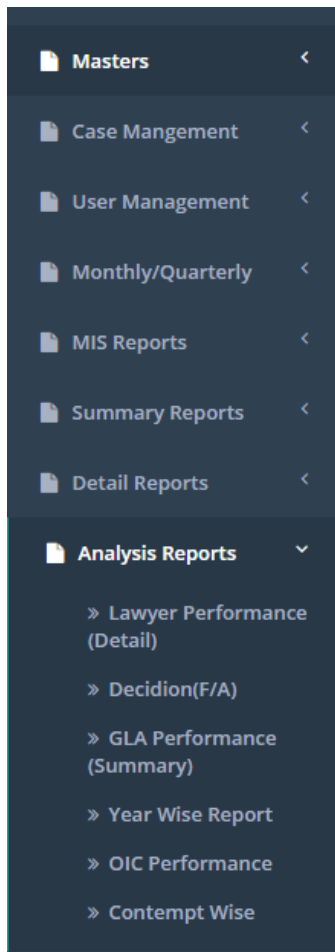 Masters
Case Mangement
User Management
Monthly/Quarterly
MIS Reports
Summary Reports
Detail Reports
Analysis Reports
» Lawyer Performance
(Detail)
» Decidion(F/A)
» GLA Performance
(Summary)
» Year Wise Report
» OIC Performance
» Contempt Wise